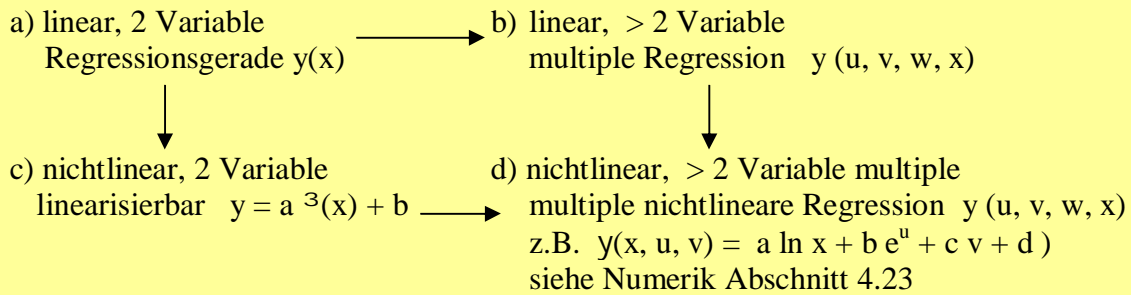 a) linear, 2 Variable
Regressionsgerade y(x)
b) linear, > 2 Variable
multiple Regression y (u, v, w, x)
c) nichtlinear, 2 Variable
linearisierbar y = a ³(x) + b
d) nichtlinear, > 2 Variable multiple
multiple nichtlineare Regression y (u, v, w, x)
z.B. y(x, u, v) = a ln x + b eᵘ + c v + d )
siehe Numerik Abschnitt 4.23